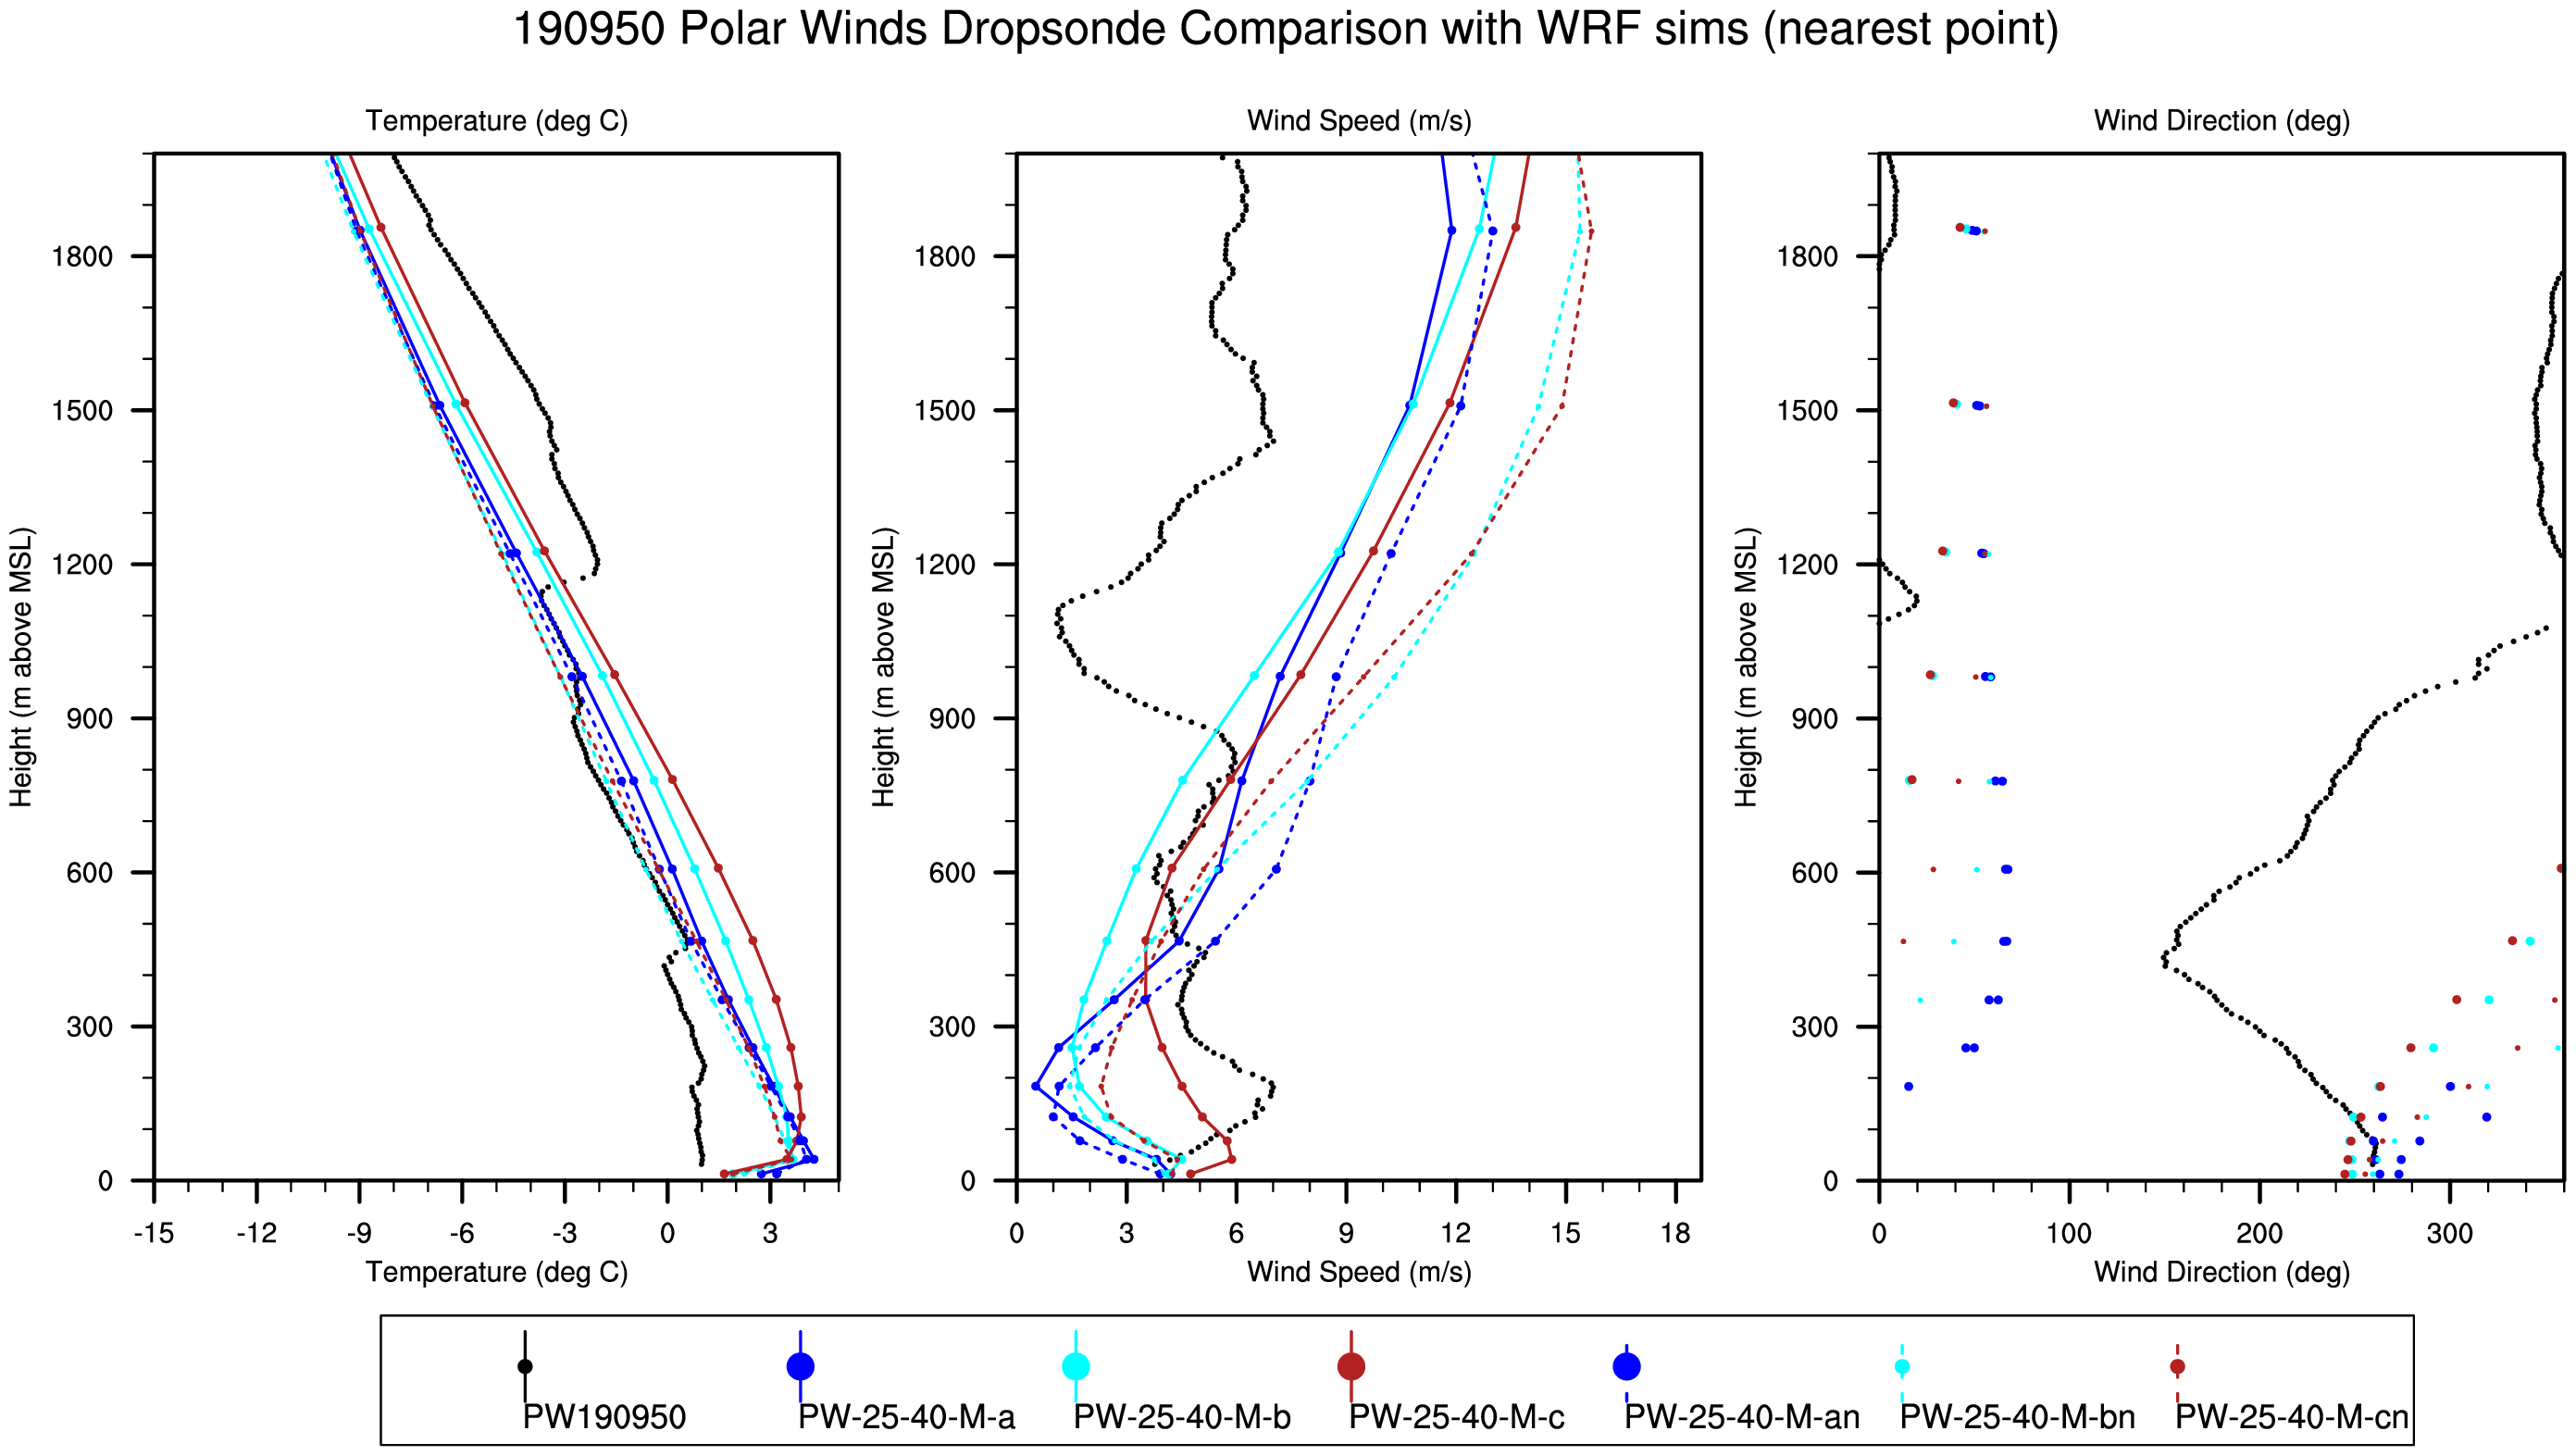 190950 Polar Winds Dropsonde Comparison with WRF sims (nearest point)
Temperature (deg C)
Wind Speed (m/s)
Wind Direction (deg)
Height (m above MSL)
1800
1500
1200
900
600
300
0
-15 -12 -9 -6 -3 0 3
Temperature (deg C)
Height (m above MSL)
1800
1500
1200
900
600
300
0
0 3 6 9 12 15 18
Wind Speed (m/s)
Height (m above MSL)
1800
1500
1200
900
600
300
0
0 100 200 300
Wind Direction (deg)
PW190950
PW-25-40-M-a
PW-25-40-M-b
PW-25-40-M-c
PW-25-40-M-an
PW-25-40-M-bn
PW-25-40-M-cn